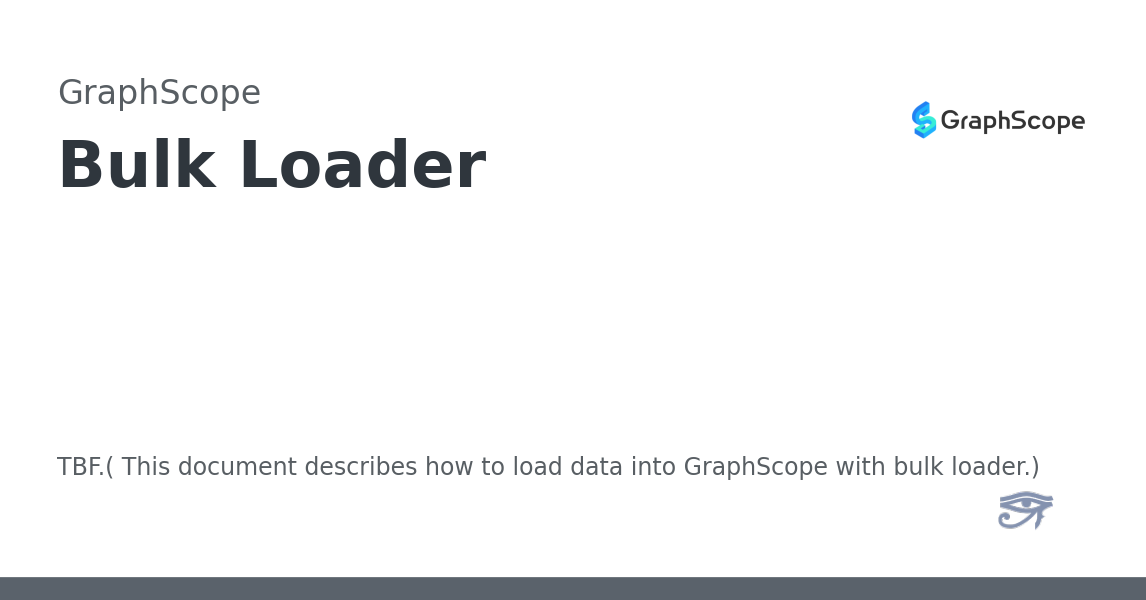 GraphScope
Bulk Loader
GraphScope
TBF.( This document describes how to load data into GraphScope with bulk loader.)